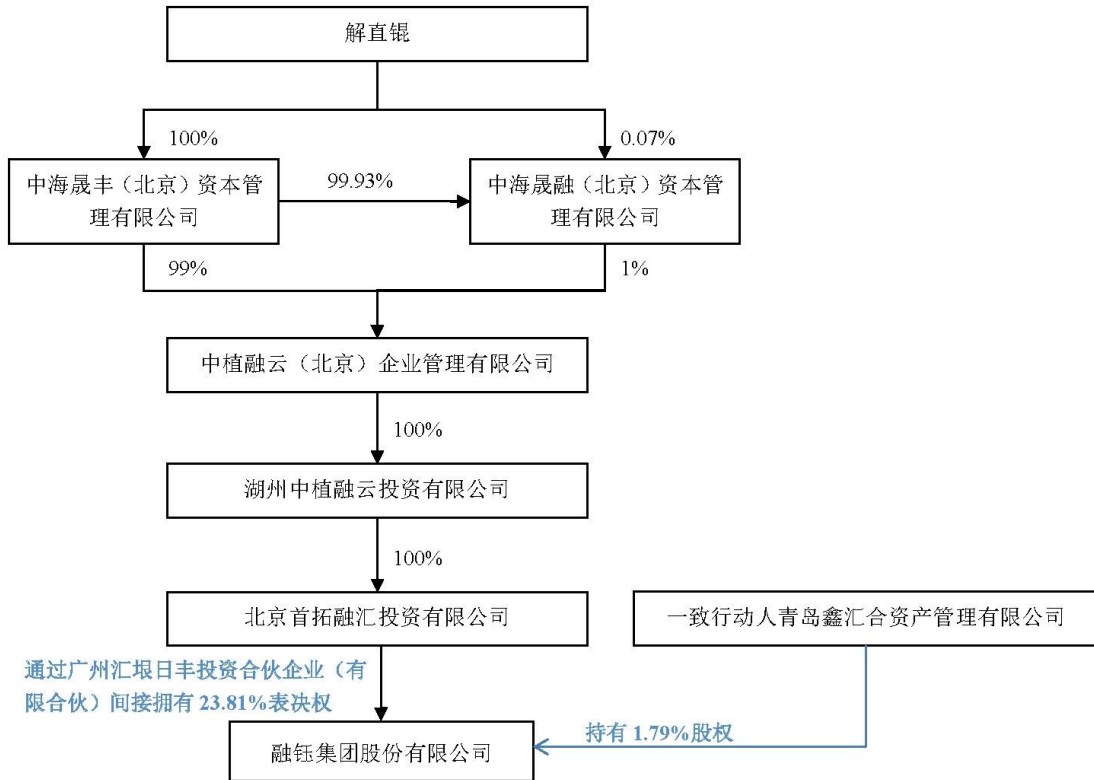 解直锟
100%
0.07%
中海晟丰（北京）资本管
理有限公司
99.93%
中海晟融（北京）资本管
理有限公司
99%
1%
中植融云（北京）企业管理有限公司
100%
湖州中植融云投资有限公司
100%
北京首拓融汇投资有限公司
一致行动人青岛鑫汇合资产管理有限公司
通过广州汇垠日丰投资合伙企业（有
限合伙）间接拥有 23.81%表决权
持有 1.79%股权
融钰集团股份有限公司